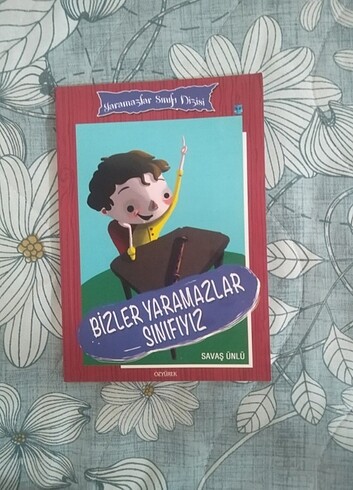 Yaramazlar Sınıfı Dizisi
BİZLER YARAMAZLAR
SINIFIYIZ
SAVAŞ ÜNLÜ
ÖZYÜREK